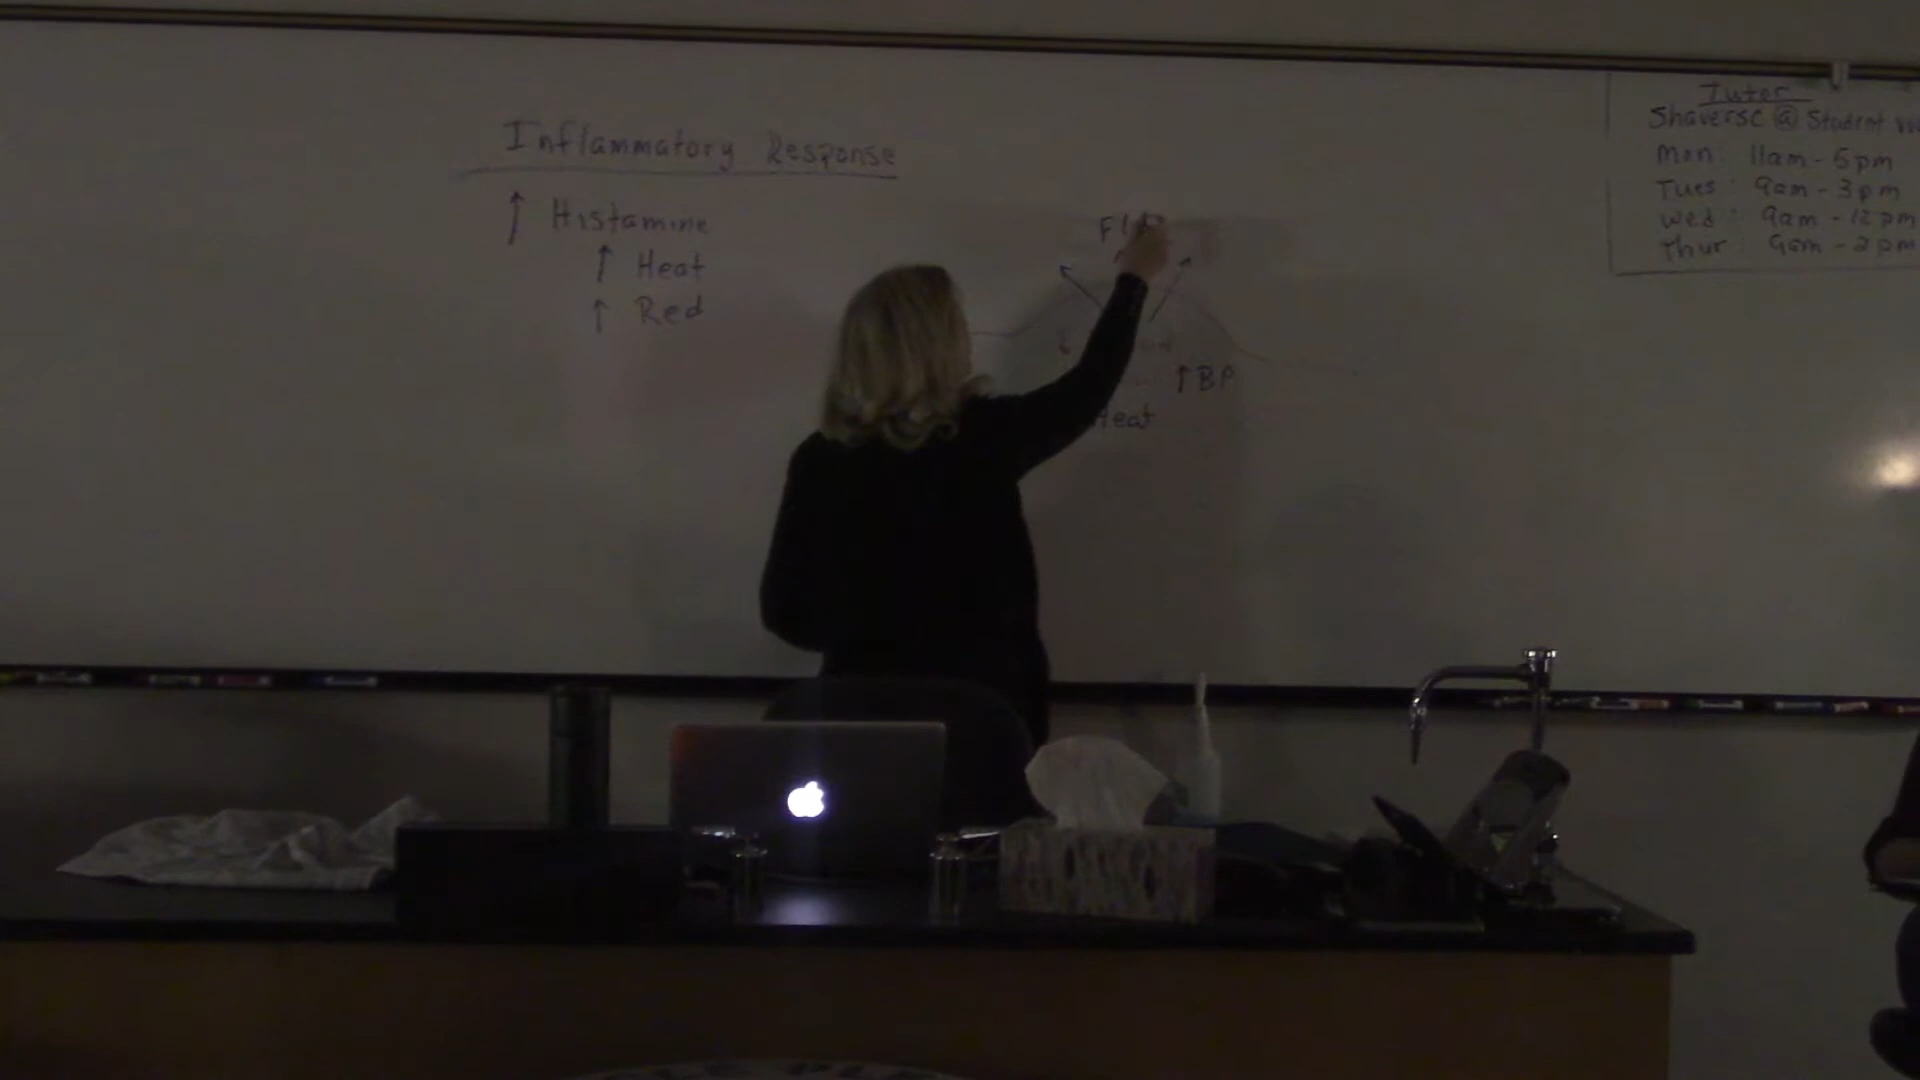 Inflammatory Response
↑ Histamine
↑ Heat
↑ Red
↑ BP
Heat
Tutor
Shaversc @ Student
Mon: 11am - 5pm
Tues: 9am - 3pm
Wed: 9am - 12pm
Thur: 9am - 2pm